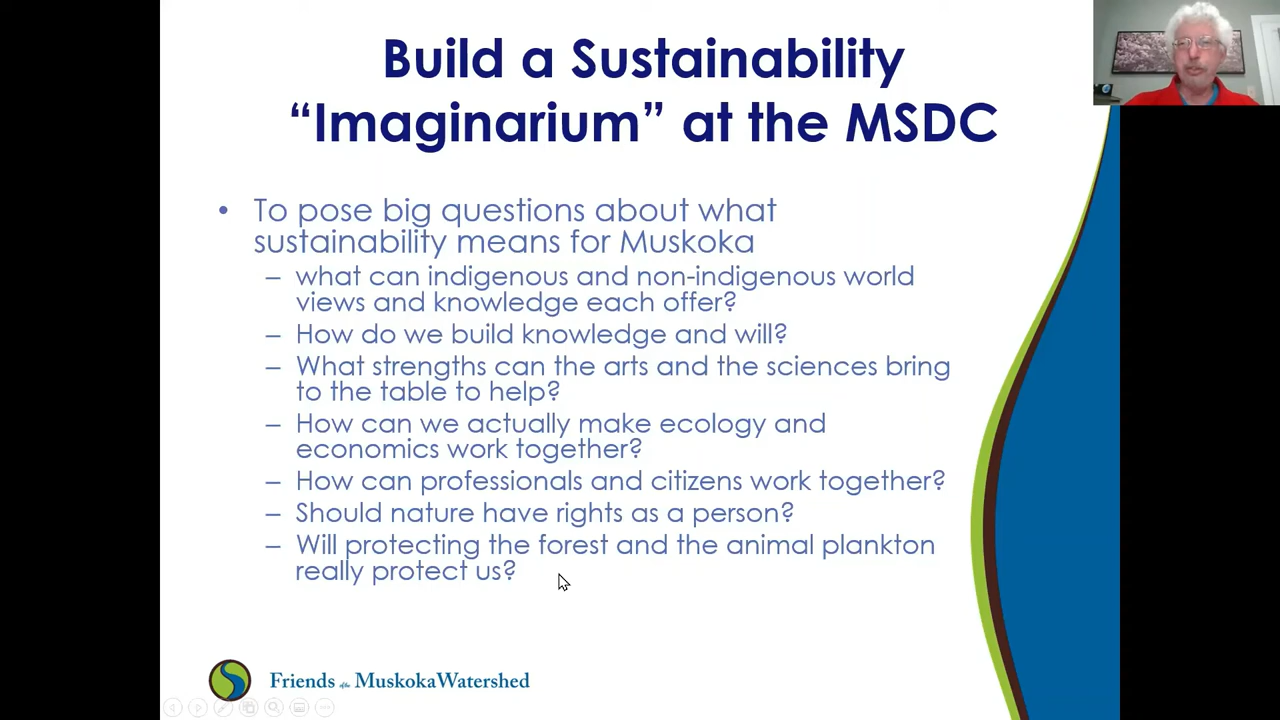 Build a Sustainability
“Imaginarium” at the MSDC
• To pose big questions about what
sustainability means for Muskoka
– what can indigenous and non-indigenous world
views and knowledge each offer?
– How do we build knowledge and will?
– What strengths can the arts and the sciences bring
to the table to help?
– How can we actually make ecology and
economics work together?
– How can professionals and citizens work together?
– Should nature have rights as a person?
– Will protecting the forest and the animal plankton
really protect us?
Friends of the MuskokaWatershed